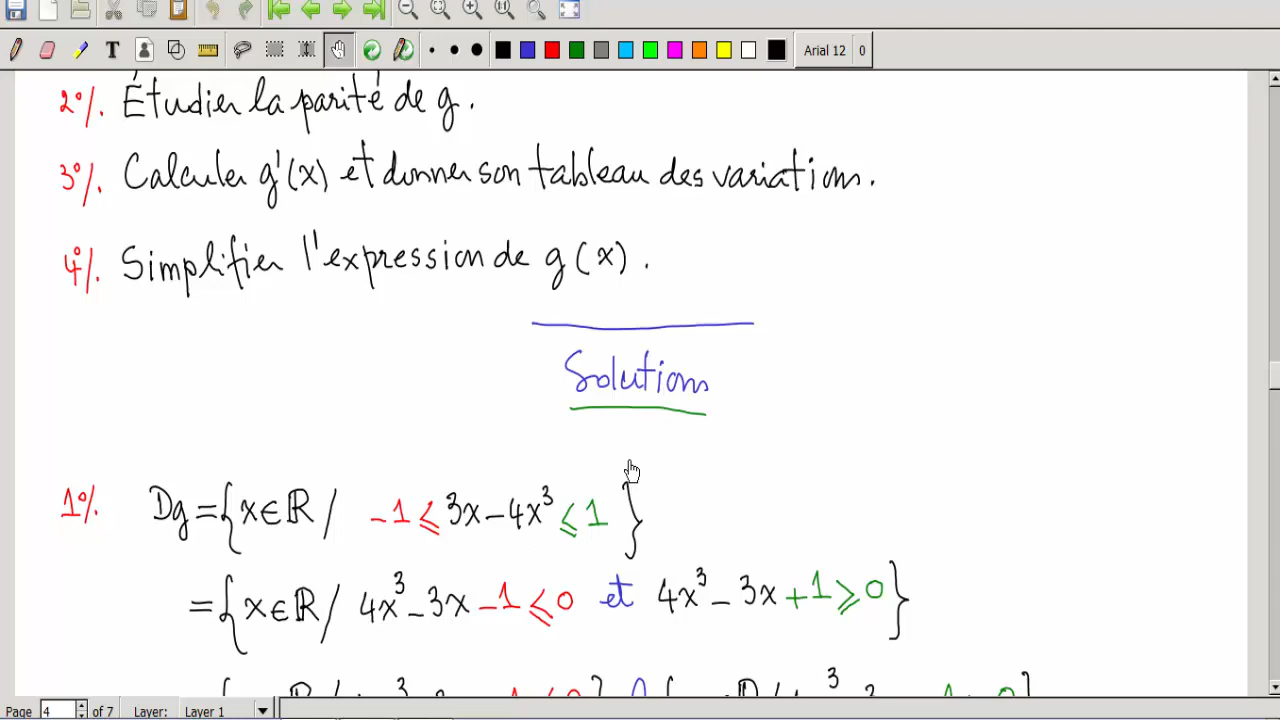 Arial 12 0
2°/. Étudier la parité de g.
3°/. Calculer g'(x) et donner son tableau des variations.
4°/. Simplifier l'expression de g(x).
Solutions
1°/. Dg={x∈ℝ/ -1≤3x-4x³≤1}
={x∈ℝ/ 4x³-3x-1≤0 et 4x³-3x+1≥0}
Page 4 of 7 Layer: Layer 1